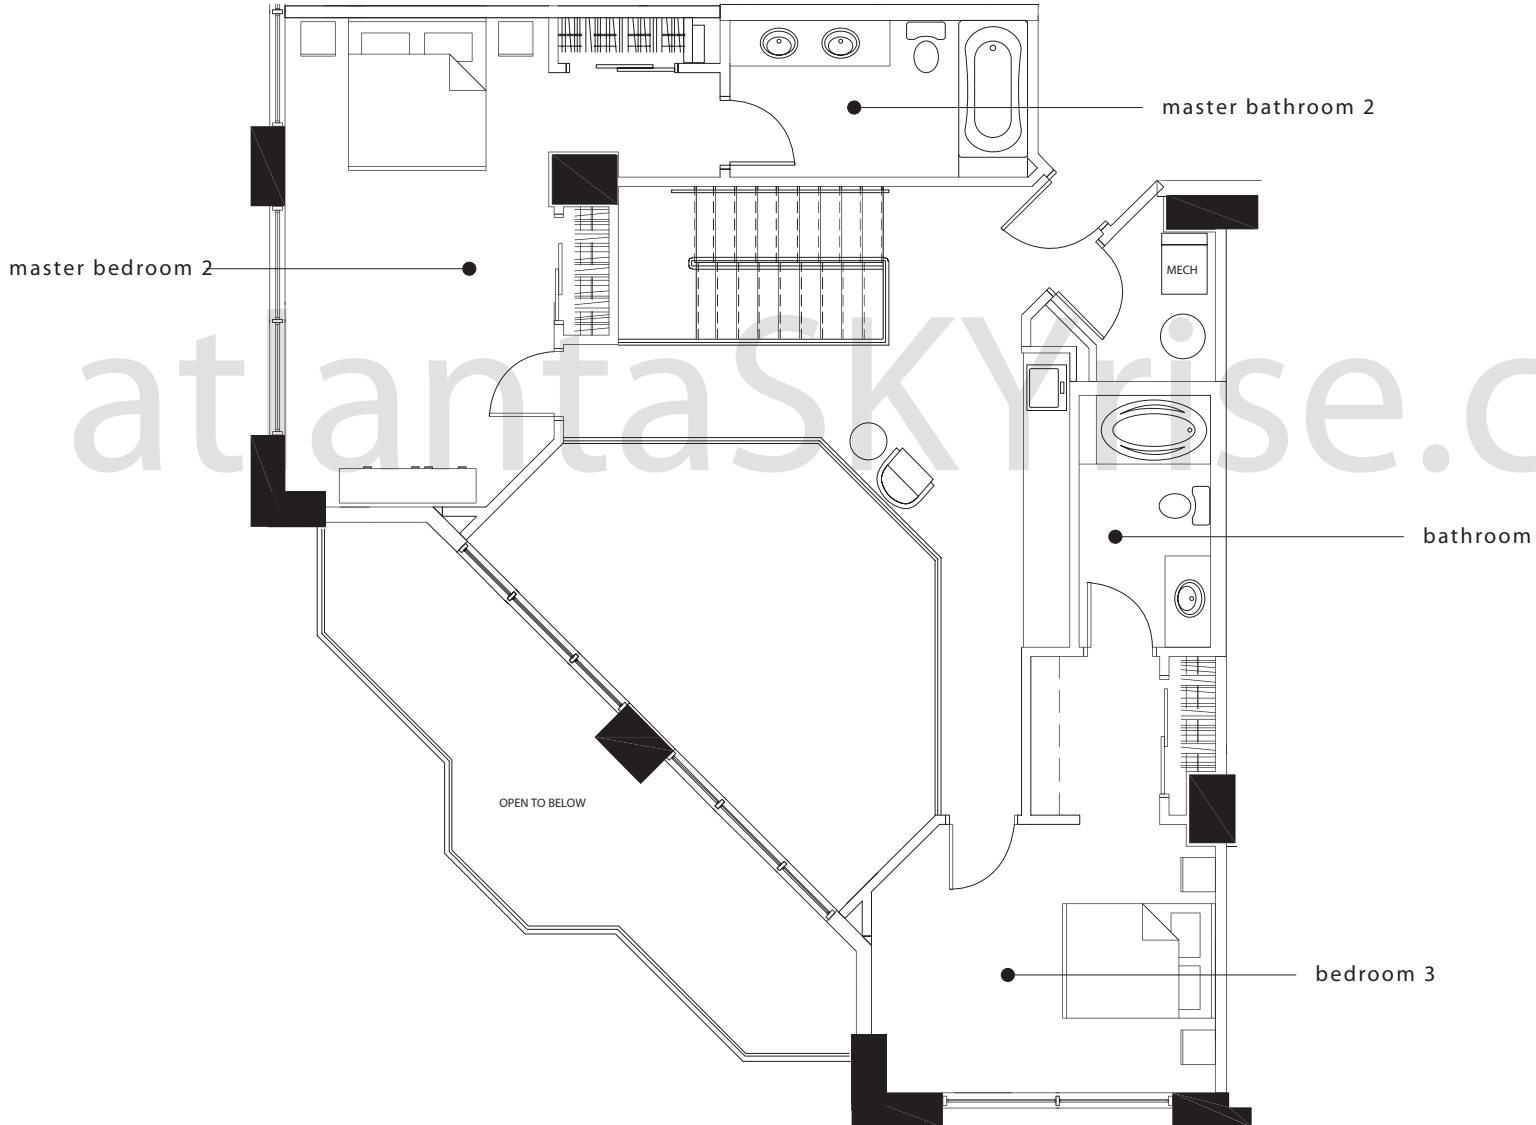 master bathroom 2
master bedroom 2
MECH
atlantaSKYrise.c
bathroom
OPEN TO BELOW
bedroom 3